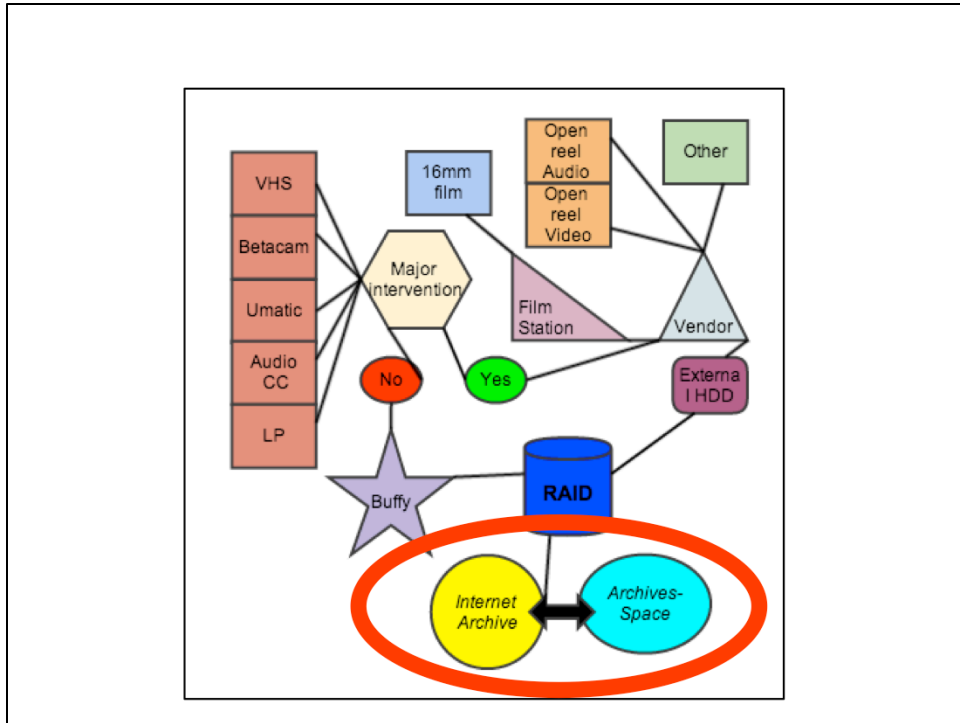 VHS
Betacam
Umatic
Audio
CC
LP
16mm
film
Major
intervention
Open
reel
Audio
Open
reel
Video
Other
Film
Station
Vendor
No
Yes
Externa
l HDD
Buffy
RAID
Internet
Archive
Archives-
Space